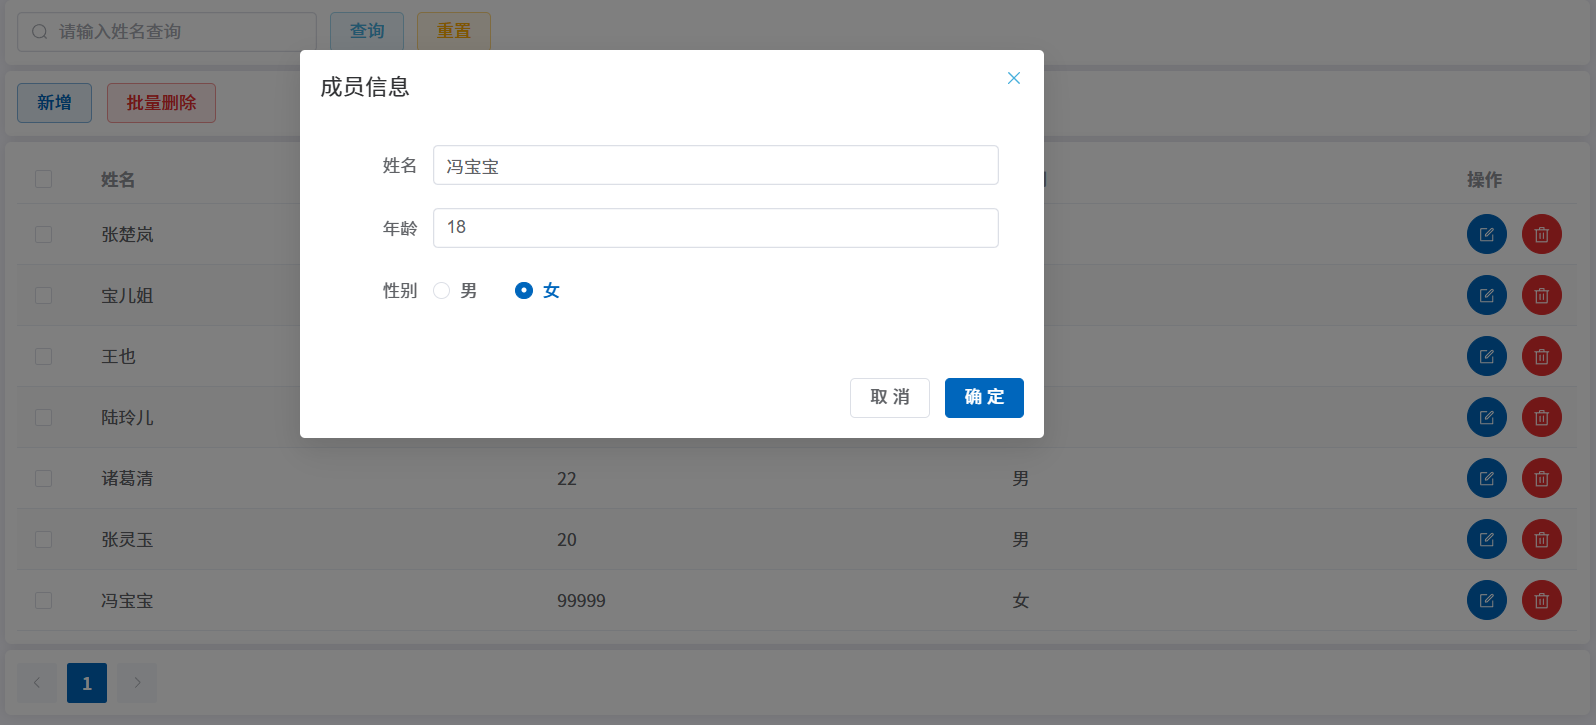 请输入姓名查询 查询 重置
成员信息
新增 批量删除
姓名 冯宝宝
年龄 18
性别 男 女
取 消 确 定
姓名 操作
张楚岚
宝儿姐
王也
陆玲儿
诸葛清 22 男
张灵玉 20 男
冯宝宝 99999 女
1